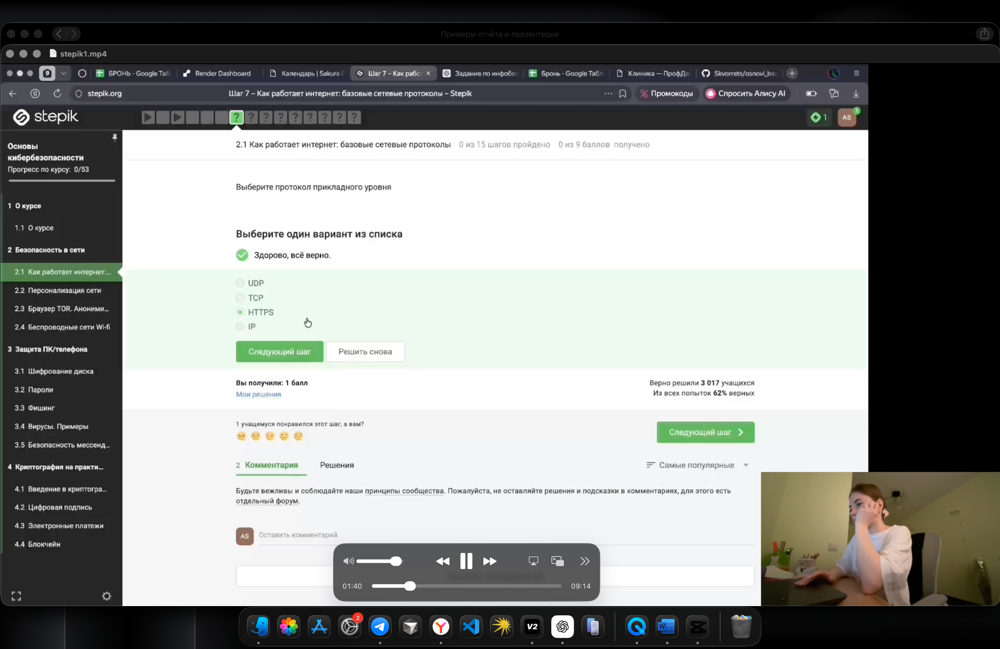 Примеры отчёта и презентации
stepik1.mp4
9
БРОНЬ - Google Таб
Render Dashboard
Календарь | Sakura
Шаг 7 – Как работ
Задание по инфобе
Бронь - Google Табл
Клиника — ПрофДе
Skvorrets/osnovi_be
stepik.org
Шаг 7 – Как работает интернет: базовые сетевые протоколы – Stepik
Промокоды
Спросить Алису AI
stepik
? ? ? ? ? ? ? ? ?
1
AS
1
Основы
кибербезопасности
Прогресс по курсу: 0/53
1 О курсе
1.1 О курсе
2 Безопасность в сети
2.1 Как работает интернет:...
2.2 Персонализация сети
2.3 Браузер TOR. Аноними...
2.4 Беспроводные сети Wi-fi
3 Защита ПК/телефона
3.1 Шифрование диска
3.2 Пароли
3.3 Фишинг
3.4 Вирусы. Примеры
3.5 Безопасность мессенд...
4 Криптография на практи...
4.1 Введение в криптогра...
4.2 Цифровая подпись
4.3 Электронные платежи
4.4 Блокчейн
2.1 Как работает интернет: базовые сетевые протоколы 0 из 15 шагов пройдено 0 из 9 баллов получено
Выберите протокол прикладного уровня
Выберите один вариант из списка
Здорово, всё верно.
UDP
TCP
HTTPS
IP
Следующий шаг
Решить снова
Вы получили: 1 балл
Мои решения
Верно решили 3 017 учащихся
Из всех попыток 62% верных
1 учащемуся понравился этот шаг, а вам?
Следующий шаг
2 Комментария
Решения
Самые популярные
Будьте вежливы и соблюдайте наши принципы сообщества. Пожалуйста, не оставляйте решения и подсказки в комментариях, для этого есть
отдельный форум.
AS
Оставить комментарий
01:40
09:14
2
V2
W